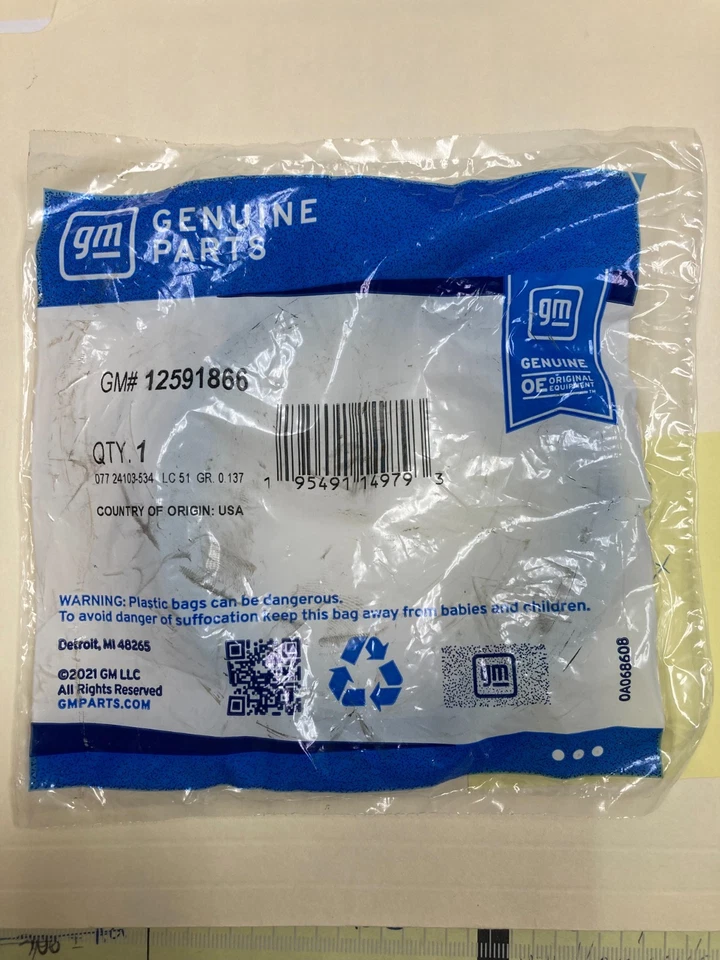 gm GENUINE
PARTS
gm
GENUINE
OE ORIGINAL
EQUIPMENT™
GM# 12591866
QTY. 1
077 24103-534 LC 51 GR. 0.137
1 95491 14979 3
COUNTRY OF ORIGIN: USA
WARNING: Plastic bags can be dangerous.
To avoid danger of suffocation keep this bag away from babies and children.
Detroit, MI 48265
©2021 GM LLC
All Rights Reserved
GMPARTS.COM
gm
0A068608